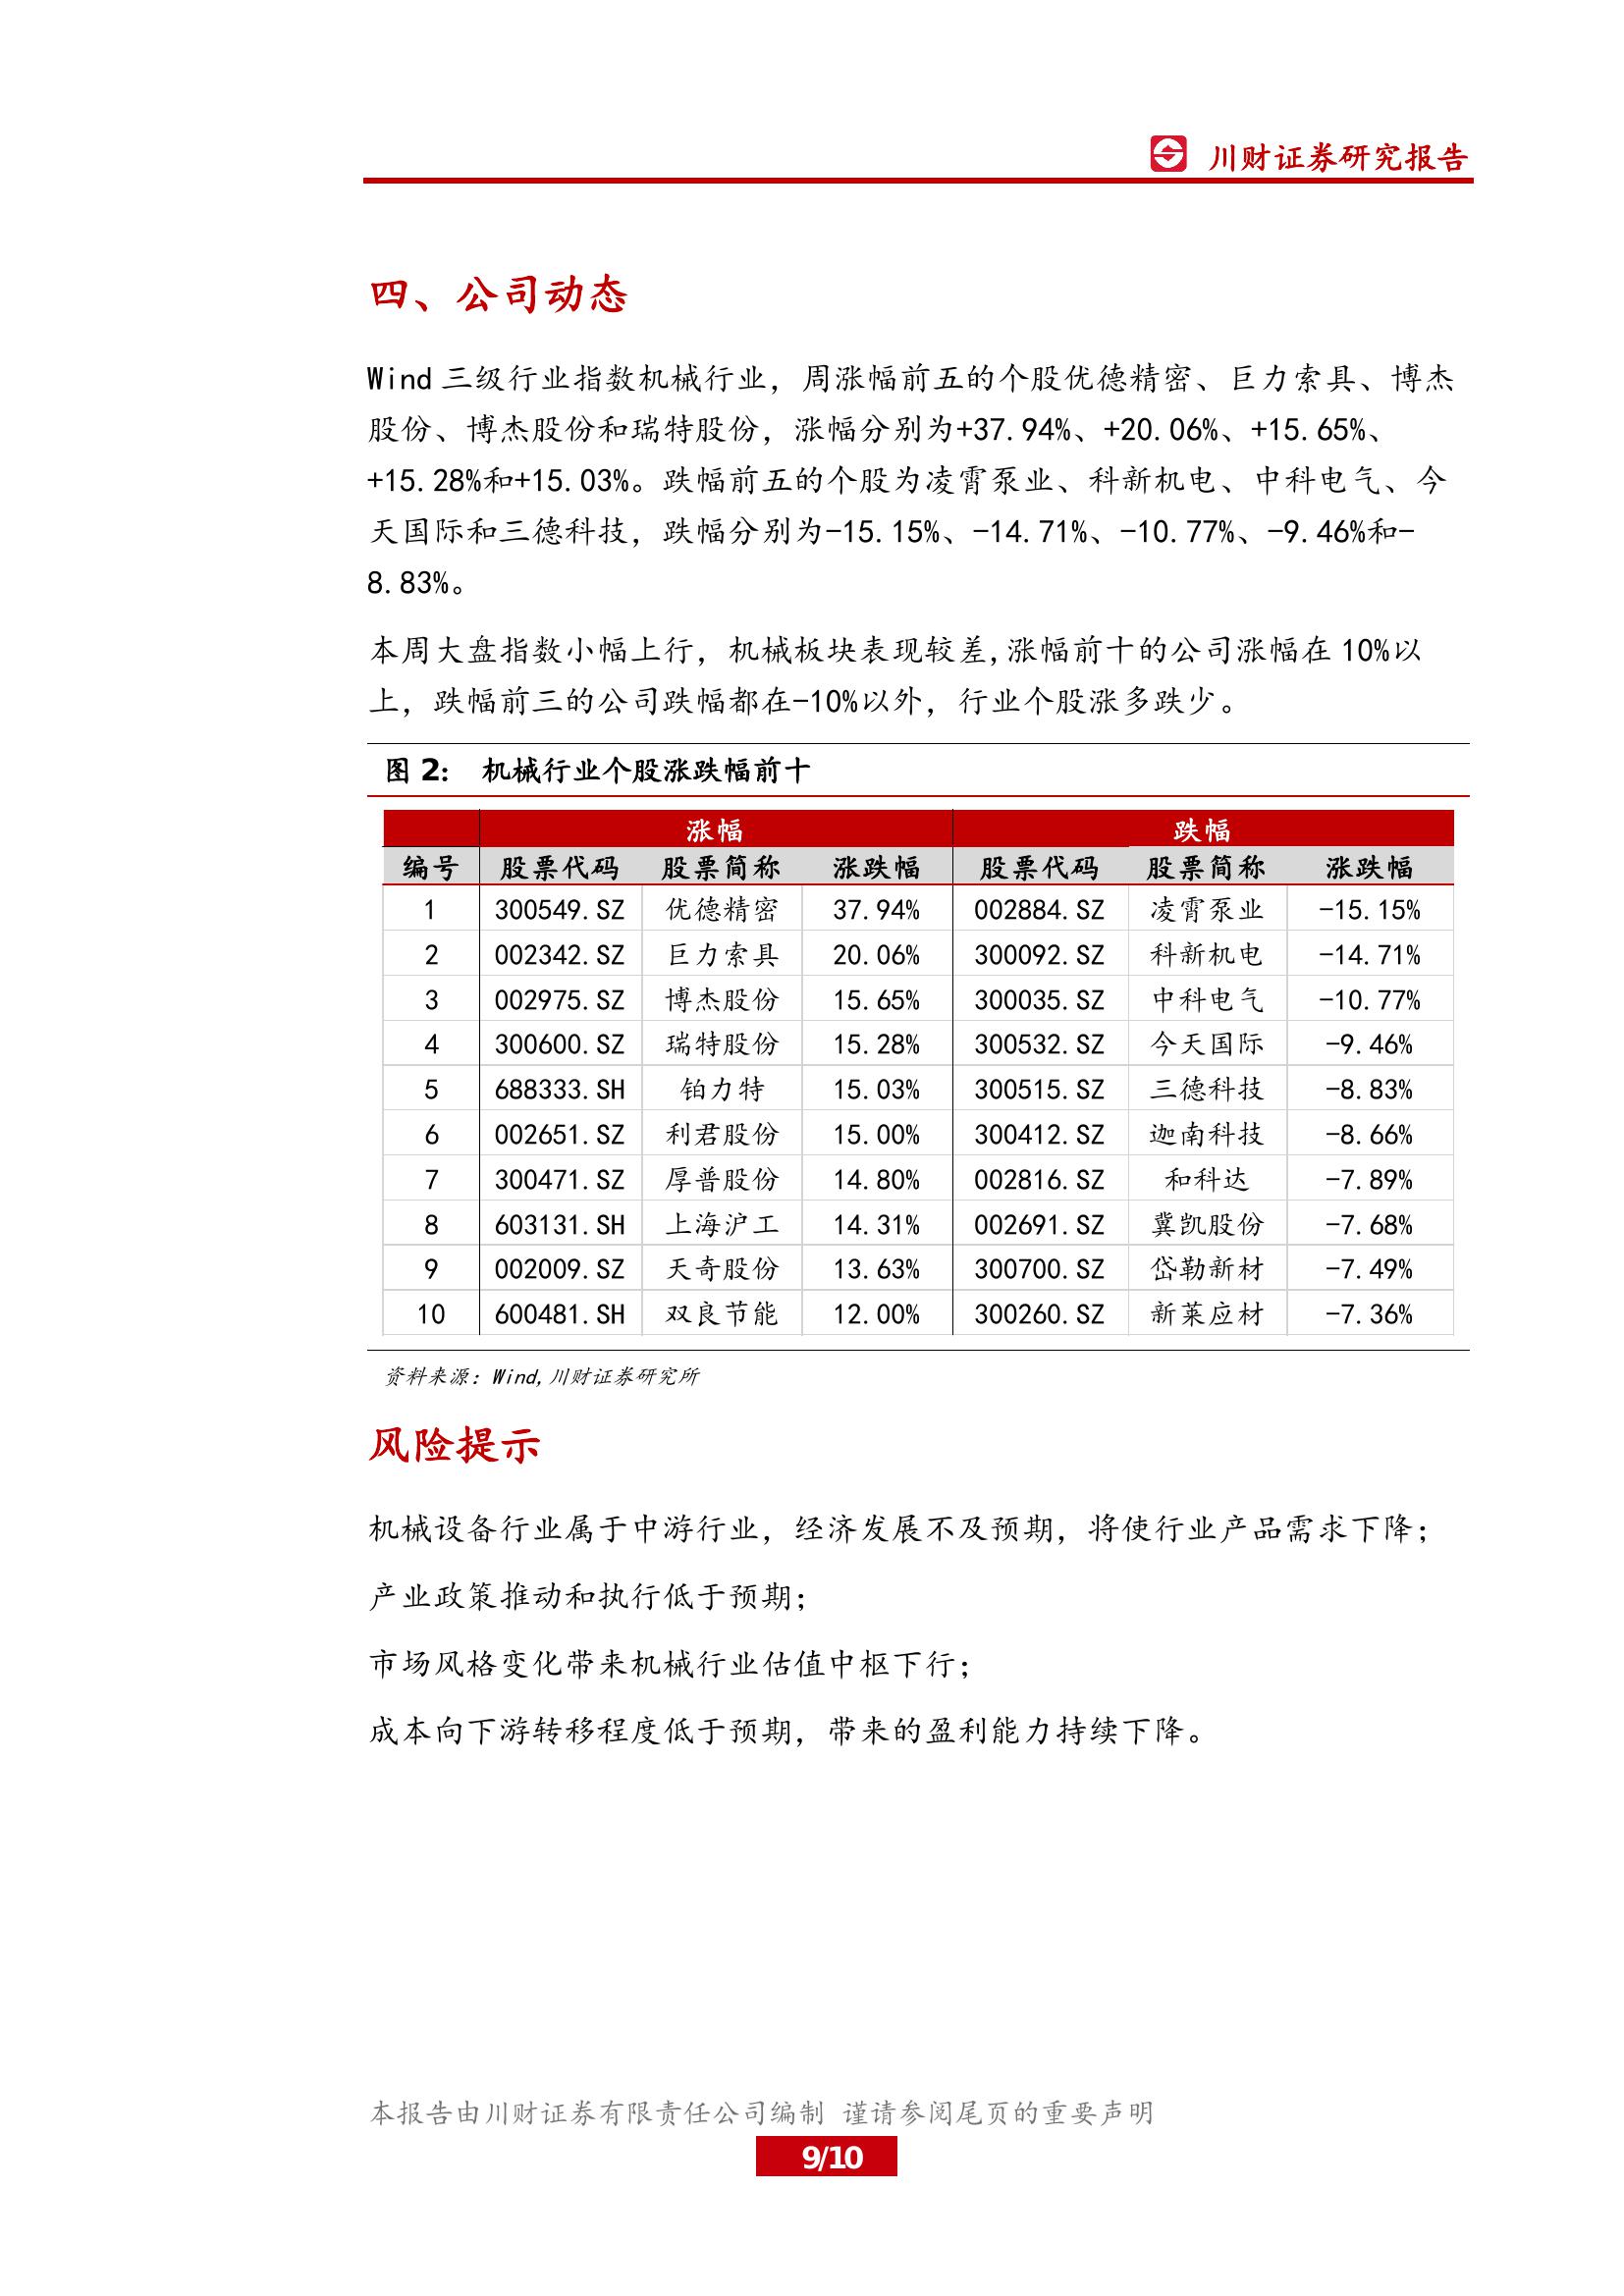 川财证券研究报告
四、公司动态
Wind 三级行业指数机械行业，周涨幅前五的个股优德精密、巨力索具、博杰
股份、博杰股份和瑞特股份，涨幅分别为+37.94%、+20.06%、+15.65%、
+15.28%和+15.03%。跌幅前五的个股为凌霄泵业、科新机电、中科电气、今
天国际和三德科技，跌幅分别为-15.15%、-14.71%、-10.77%、-9.46%和-
8.83%。
本周大盘指数小幅上行，机械板块表现较差,涨幅前十的公司涨幅在 10%以
上，跌幅前三的公司跌幅都在-10%以外，行业个股涨多跌少。
图 2： 机械行业个股涨跌幅前十
涨幅 跌幅
编号 股票代码 股票简称 涨跌幅 股票代码 股票简称 涨跌幅
1 300549.SZ 优德精密 37.94% 002884.SZ 凌霄泵业 -15.15%
2 002342.SZ 巨力索具 20.06% 300092.SZ 科新机电 -14.71%
3 002975.SZ 博杰股份 15.65% 300035.SZ 中科电气 -10.77%
4 300600.SZ 瑞特股份 15.28% 300532.SZ 今天国际 -9.46%
5 688333.SH 铂力特 15.03% 300515.SZ 三德科技 -8.83%
6 002651.SZ 利君股份 15.00% 300412.SZ 迦南科技 -8.66%
7 300471.SZ 厚普股份 14.80% 002816.SZ 和科达 -7.89%
8 603131.SH 上海沪工 14.31% 002691.SZ 冀凯股份 -7.68%
9 002009.SZ 天奇股份 13.63% 300700.SZ 岱勒新材 -7.49%
10 600481.SH 双良节能 12.00% 300260.SZ 新莱应材 -7.36%
资料来源：Wind,川财证券研究所
风险提示
机械设备行业属于中游行业，经济发展不及预期，将使行业产品需求下降；
产业政策推动和执行低于预期；
市场风格变化带来机械行业估值中枢下行；
成本向下游转移程度低于预期，带来的盈利能力持续下降。
本报告由川财证券有限责任公司编制 谨请参阅尾页的重要声明
9/10